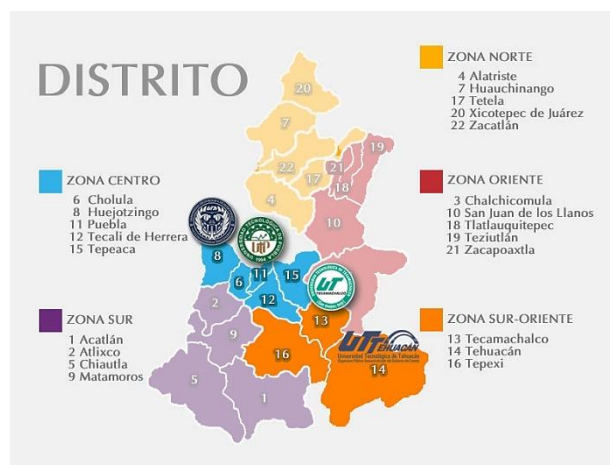 DISTRITO
ZONA NORTE
4 Alatriste
7 Huauchinango
17 Tetela
20 Xicotepec de Juárez
22 Zacatlán
ZONA CENTRO
6 Cholula
8 Huejotzingo
11 Puebla
12 Tecali de Herrera
15 Tepeaca
ZONA ORIENTE
3 Chalchicomula
10 San Juan de los Llanos
18 Tlatlauquitepec
19 Teziutlán
21 Zacapoaxtla
ZONA SUR
1 Acatlán
2 Atlixco
5 Chiautla
9 Matamoros
ZONA SUR-ORIENTE
13 Tecamachalco
14 Tehuacán
16 Tepexi
20
7
19
22
21
17
18
4
10
8
UTP
11
15
6
12
UT
TECAMACHALCO
2
13
9
UTTEHUACÁN
Universidad Tecnológica de Tehuacán
16
14
5
1